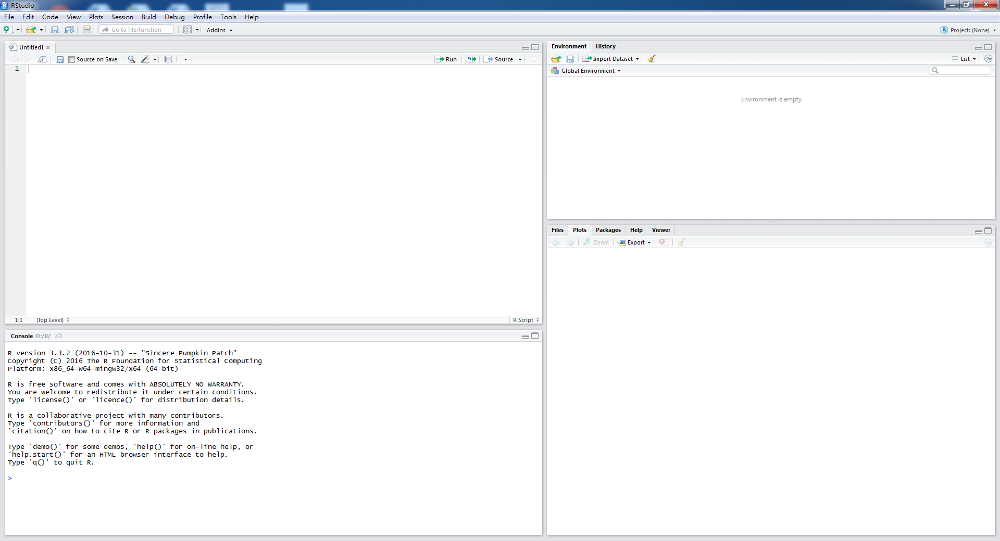 RStudio
File Edit Code View Plots Session Build Debug Profile Tools Help
Go to file/function Addins Project: (None)
Untitled1
Source on Save Run Source
1
1:1 (Top Level) R Script
Console D:/R/
R version 3.3.2 (2016-10-31) -- "Sincere Pumpkin Patch"
Copyright (C) 2016 The R Foundation for Statistical Computing
Platform: x86_64-w64-mingw32/x64 (64-bit)
R is free software and comes with ABSOLUTELY NO WARRANTY.
You are welcome to redistribute it under certain conditions.
Type 'license()' or 'licence()' for distribution details.
R is a collaborative project with many contributors.
Type 'contributors()' for more information and
'citation()' on how to cite R or R packages in publications.
Type 'demo()' for some demos, 'help()' for on-line help, or
'help.start()' for an HTML browser interface to help.
Type 'q()' to quit R.
>
Environment History
Import Dataset List
Global Environment
Environment is empty
Files Plots Packages Help Viewer
Zoom Export